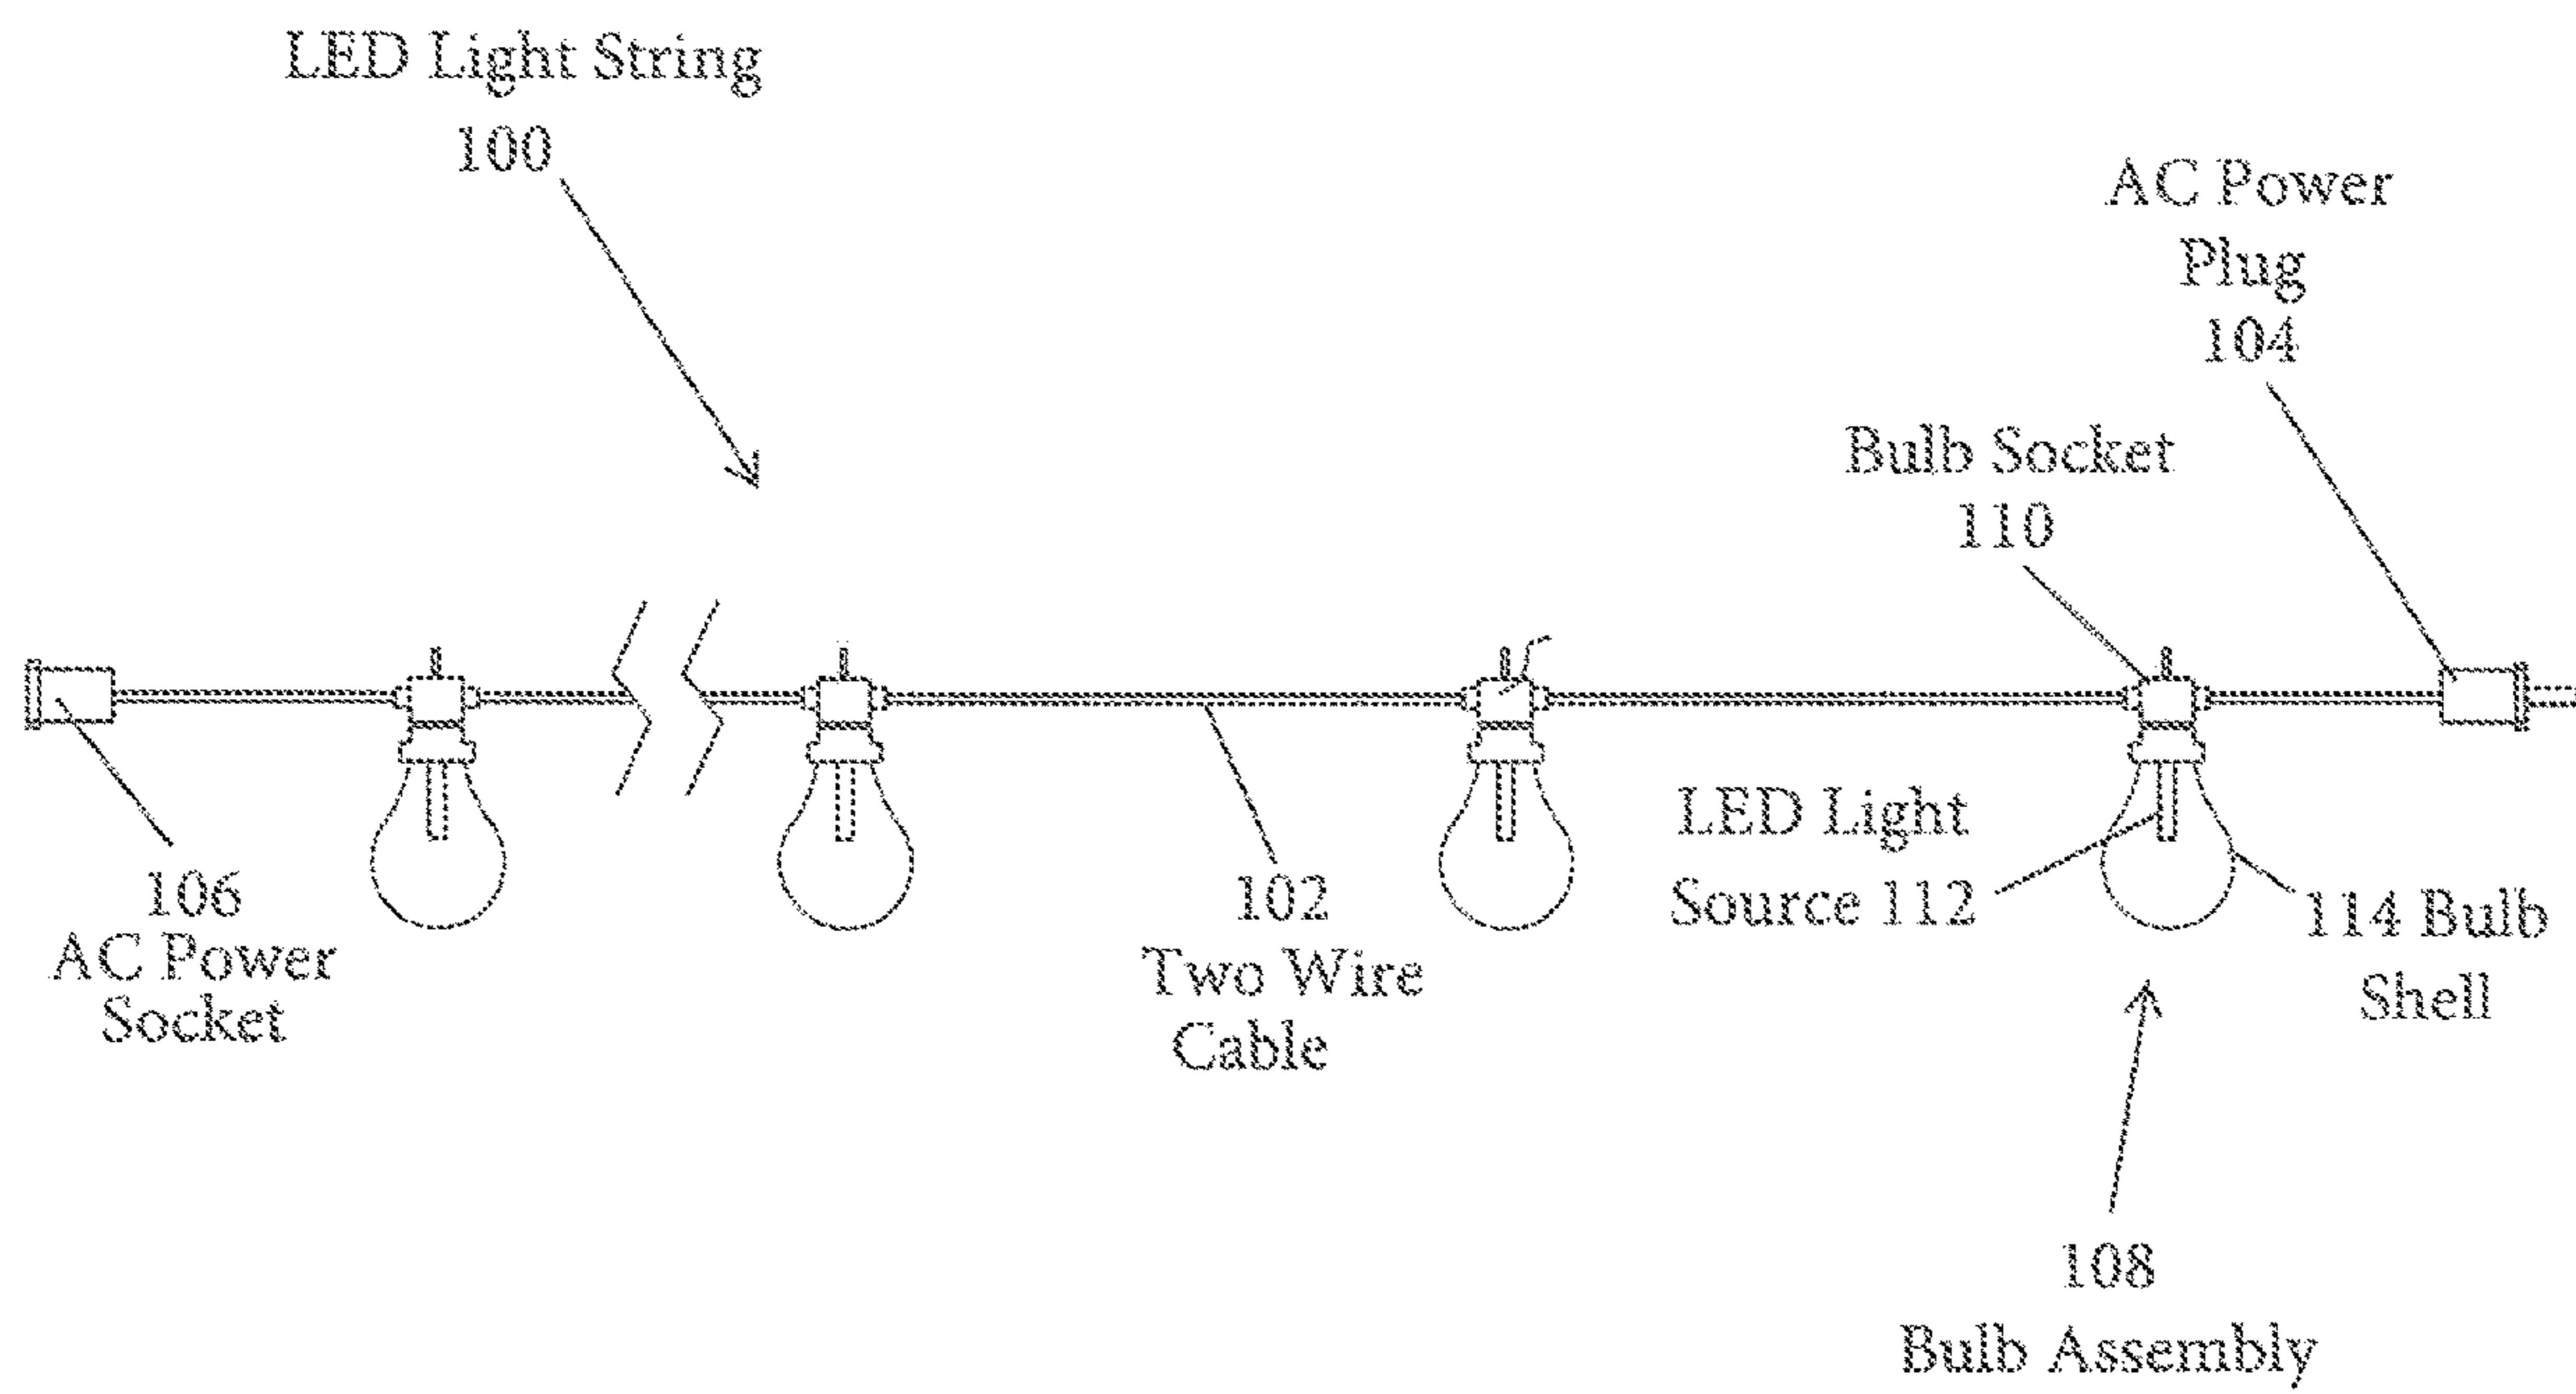 LED Light String
100
AC Power
Plug
104
Bulb Socket
110
106
AC Power
Socket
102
Two Wire
Cable
LED Light
Source 112
114 Bulb
Shell
108
Bulb Assembly